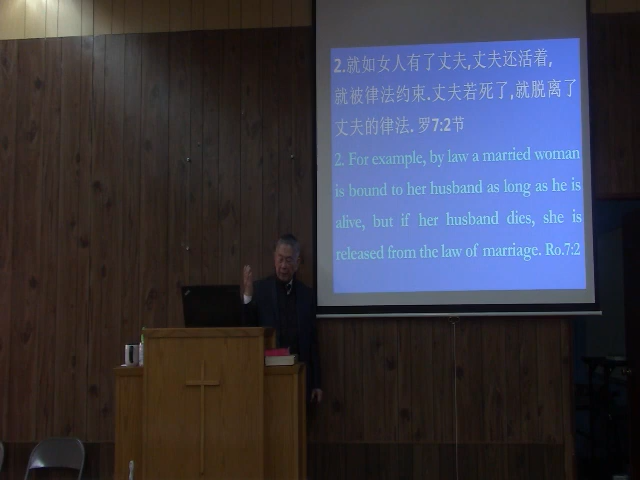 2.就如女人有了丈夫,丈夫还活着,
就被律法约束.丈夫若死了,就脱离了
丈夫的律法. 罗7:2节
2. For example, by law a married woman
is bound to her husband as long as he is
alive, but if her husband dies, she is
released from the law of marriage. Ro.7:2